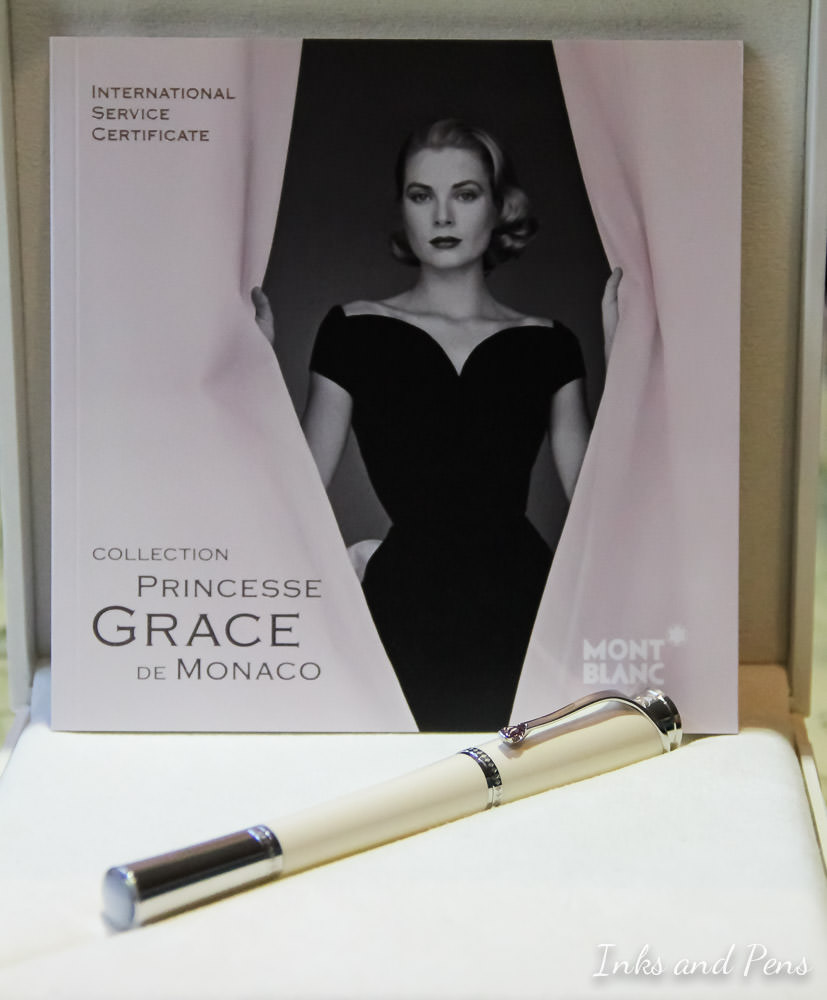 INTERNATIONAL
SERVICE
CERTIFICATE
COLLECTION
PRINCESSE
GRACE
DE MONACO
MONT
BLANC
Inks and Pens